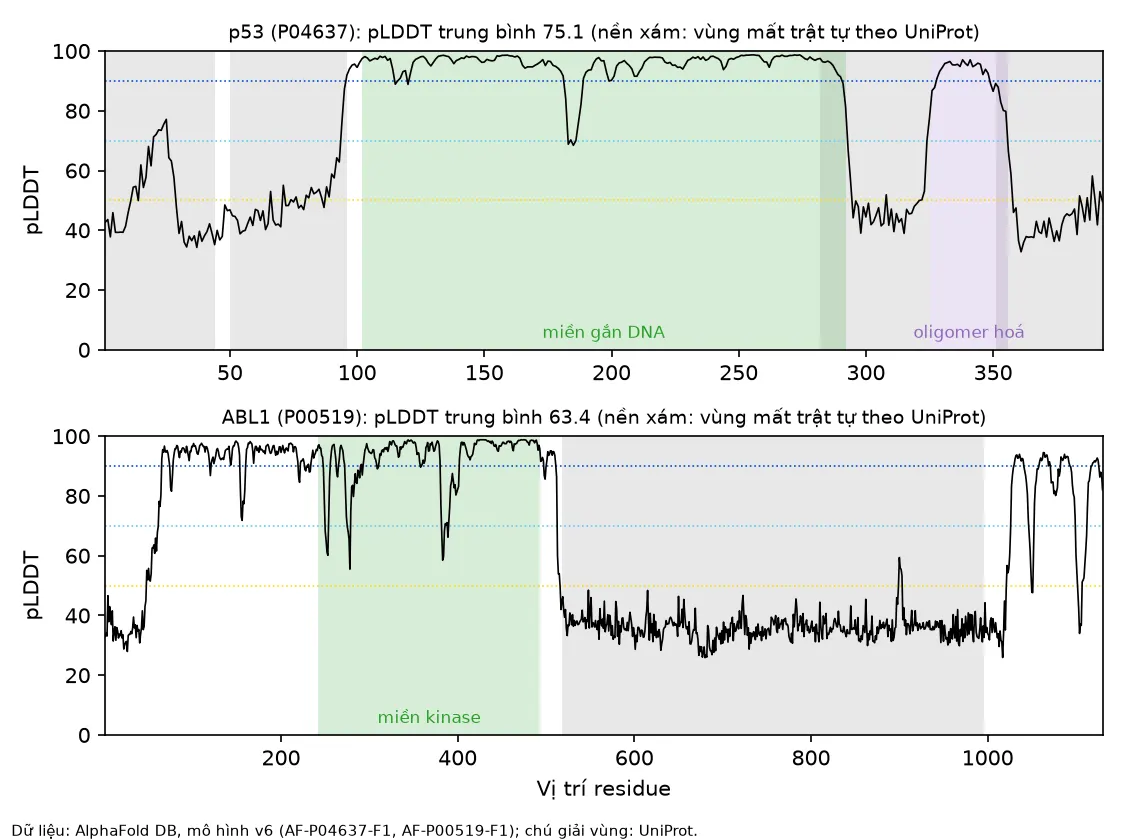 p53 (P04637): pLDDT trung bình 75.1 (nền xám: vùng mất trật tự theo UniProt)
100
80
60
40
20
0
pLDDT
miền gắn DNA
oligomer hoá
50
100
150
200
250
300
350
ABL1 (P00519): pLDDT trung bình 63.4 (nền xám: vùng mất trật tự theo UniProt)
100
80
60
40
20
0
pLDDT
miền kinase
200
400
600
800
1000
Vị trí residue
Dữ liệu: AlphaFold DB, mô hình v6 (AF-P04637-F1, AF-P00519-F1); chú giải vùng: UniProt.